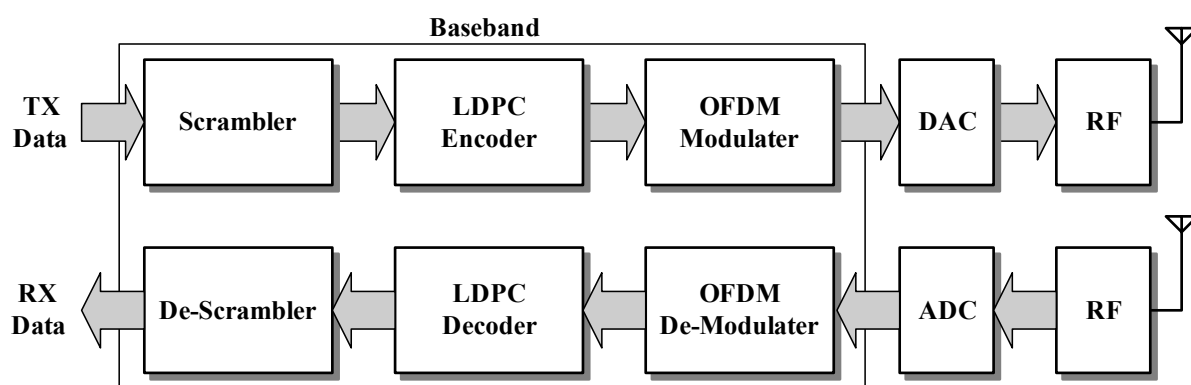 Baseband
TX
Data
Scrambler
LDPC
Encoder
OFDM
Modulater
DAC
RF
RX
Data
De-Scrambler
LDPC
Decoder
OFDM
De-Modulater
ADC
RF